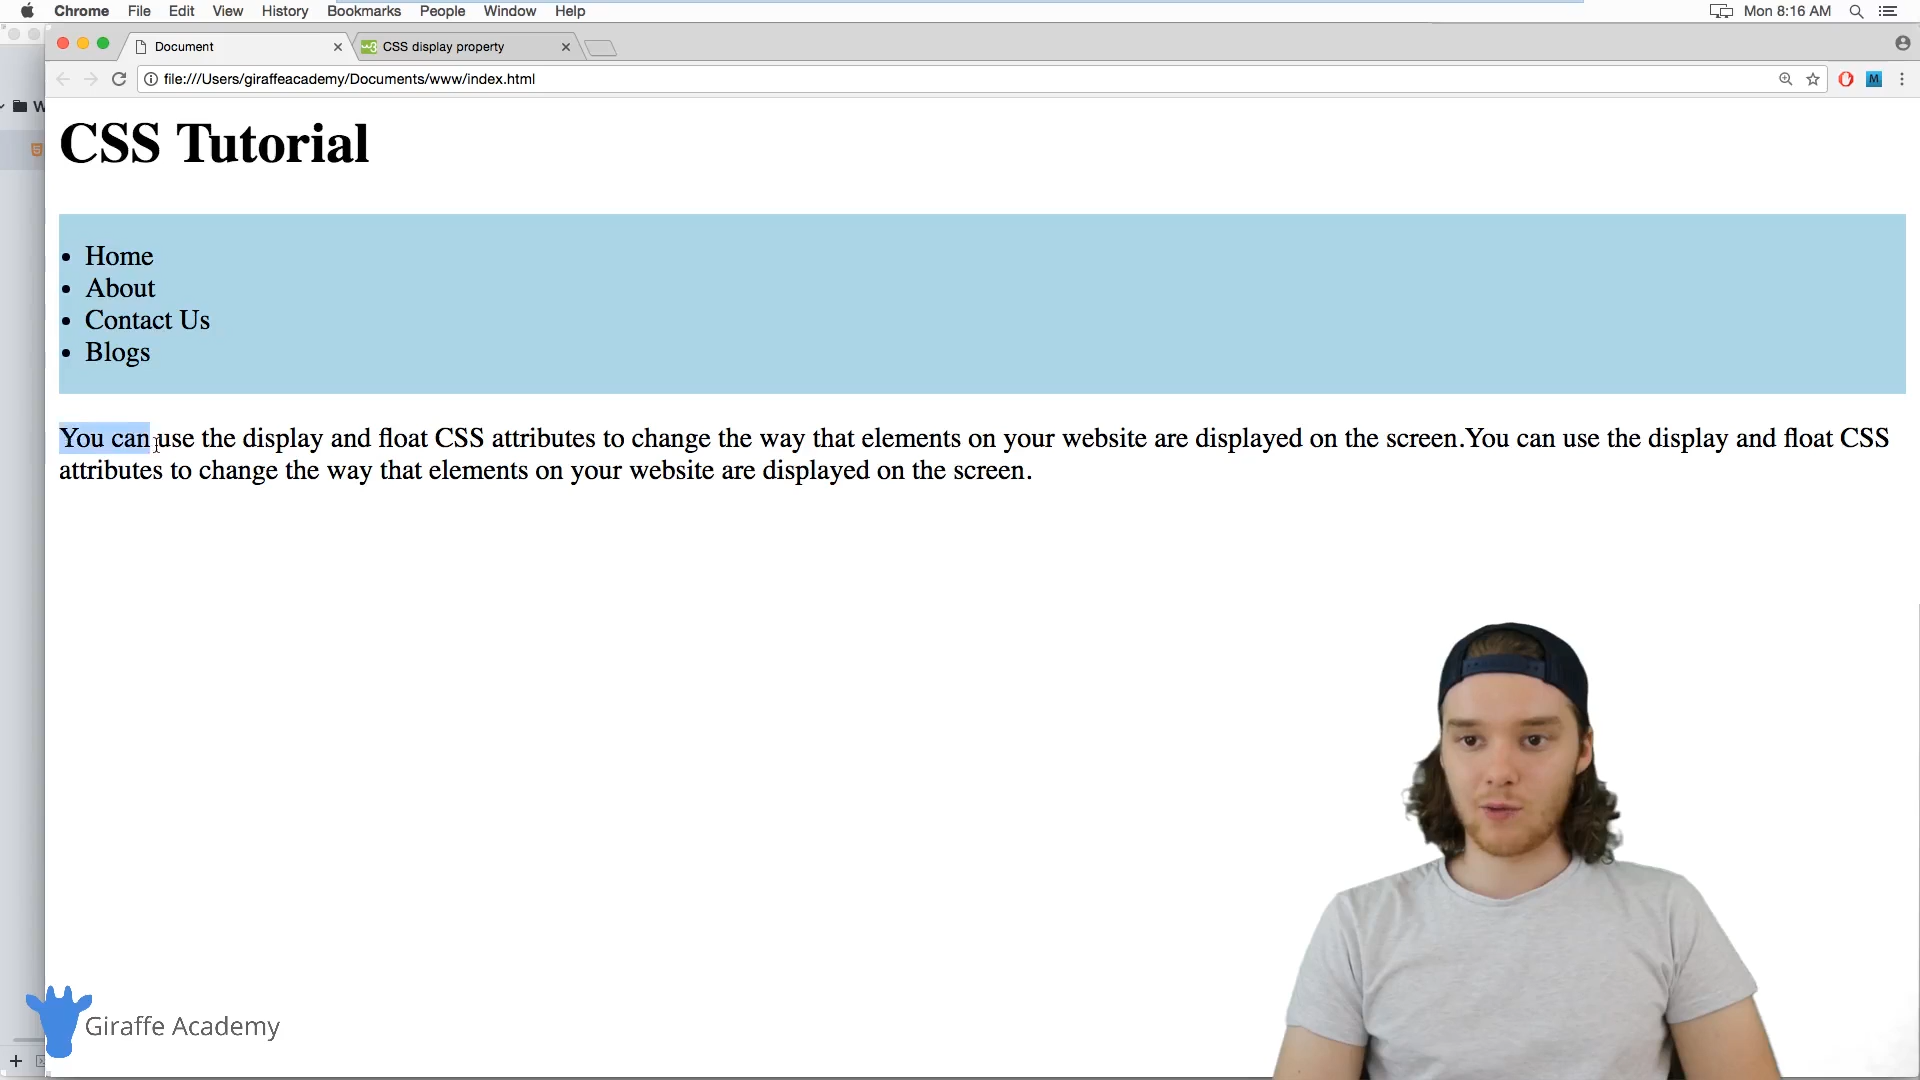 Chrome File Edit View History Bookmarks People Window Help Mon 8:16 AM
Document CSS display property
file:///Users/giraffeacademy/Documents/www/index.html
CSS Tutorial
• Home
• About
• Contact Us
• Blogs
You can use the display and float CSS attributes to change the way that elements on your website are displayed on the screen.You can use the display and float CSS
attributes to change the way that elements on your website are displayed on the screen.
Giraffe Academy